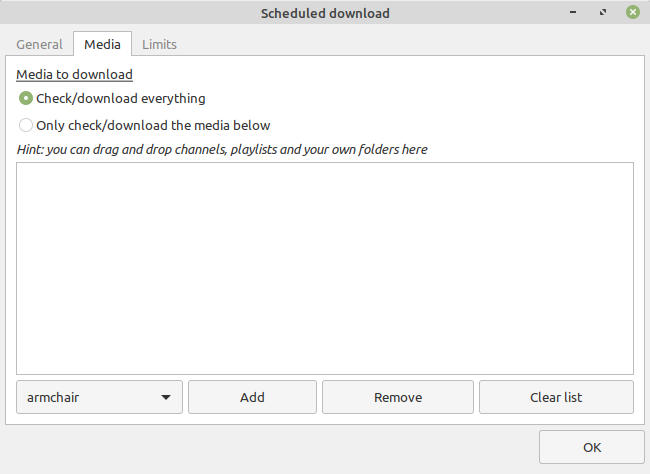 Scheduled download
General Media Limits
Media to download
Check/download everything
Only check/download the media below
Hint: you can drag and drop channels, playlists and your own folders here
armchair Add Remove Clear list
OK